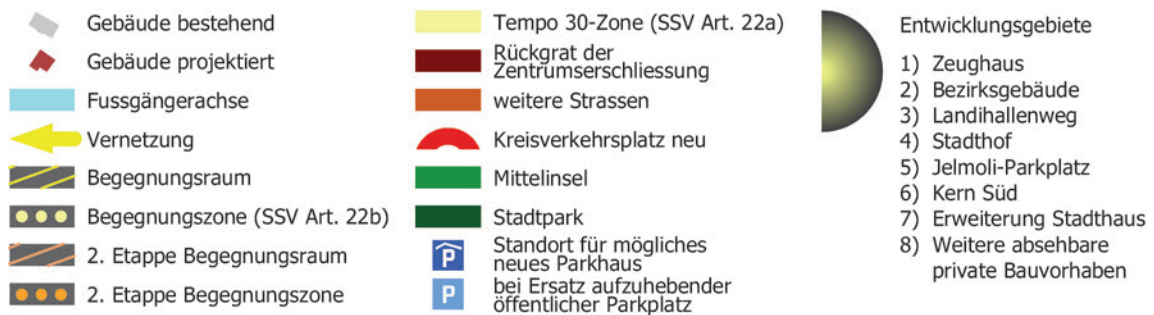 Gebäude bestehend
Gebäude projektiert
Fussgängerachse
Vernetzung
Begegnungsraum
Begegnungszone (SSV Art. 22b)
2. Etappe Begegnungsraum
2. Etappe Begegnungszone
Tempo 30-Zone (SSV Art. 22a)
Rückgrat der
Zentrumserschliessung
weitere Strassen
Kreisverkehrsplatz neu
Mittelinsel
Stadtpark
P
Standort für mögliches
neues Parkhaus
P
bei Ersatz aufzuhebender
öffentlicher Parkplatz
Entwicklungsgebiete
1) Zeughaus
2) Bezirksgebäude
3) Landihallenweg
4) Stadthof
5) Jelmoli-Parkplatz
6) Kern Süd
7) Erweiterung Stadthaus
8) Weitere absehbare
private Bauvorhaben